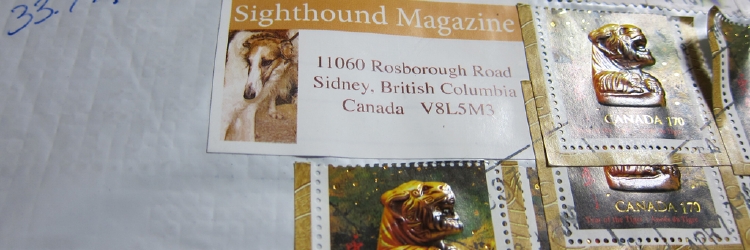 Sighthound Magazine
11060 Rosborough Road
Sidney, British Columbia
Canada V8L5M3
CANADA 170
CANADA 170